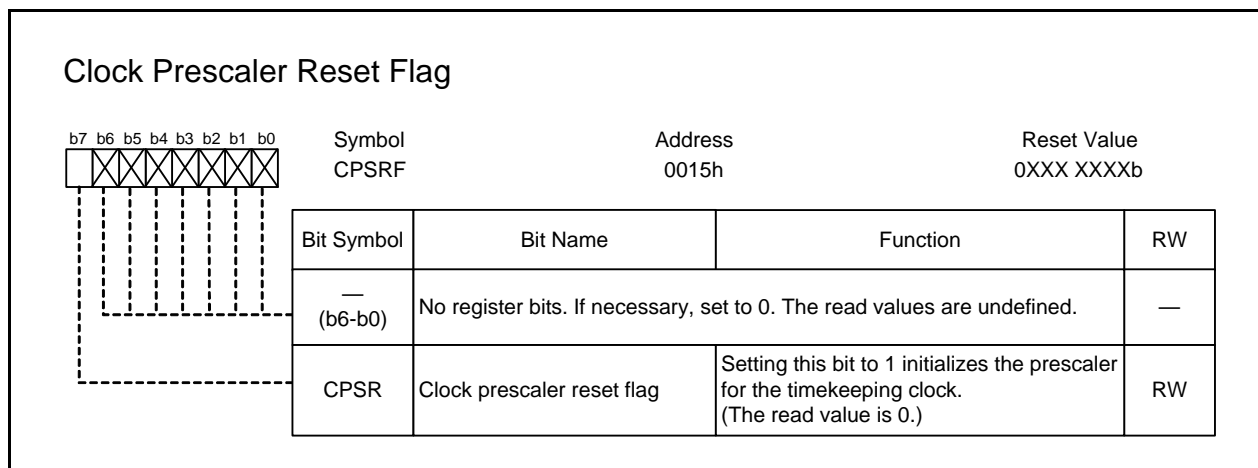 Clock Prescaler Reset Flag
b7 b6 b5 b4 b3 b2 b1 b0
Symbol Address Reset Value
CPSRF 0015h 0XXX XXXXb
Bit Symbol Bit Name Function RW
—
(b6-b0) No register bits. If necessary, set to 0. The read values are undefined. —
CPSR Clock prescaler reset flag Setting this bit to 1 initializes the prescaler
for the timekeeping clock.
(The read value is 0.) RW